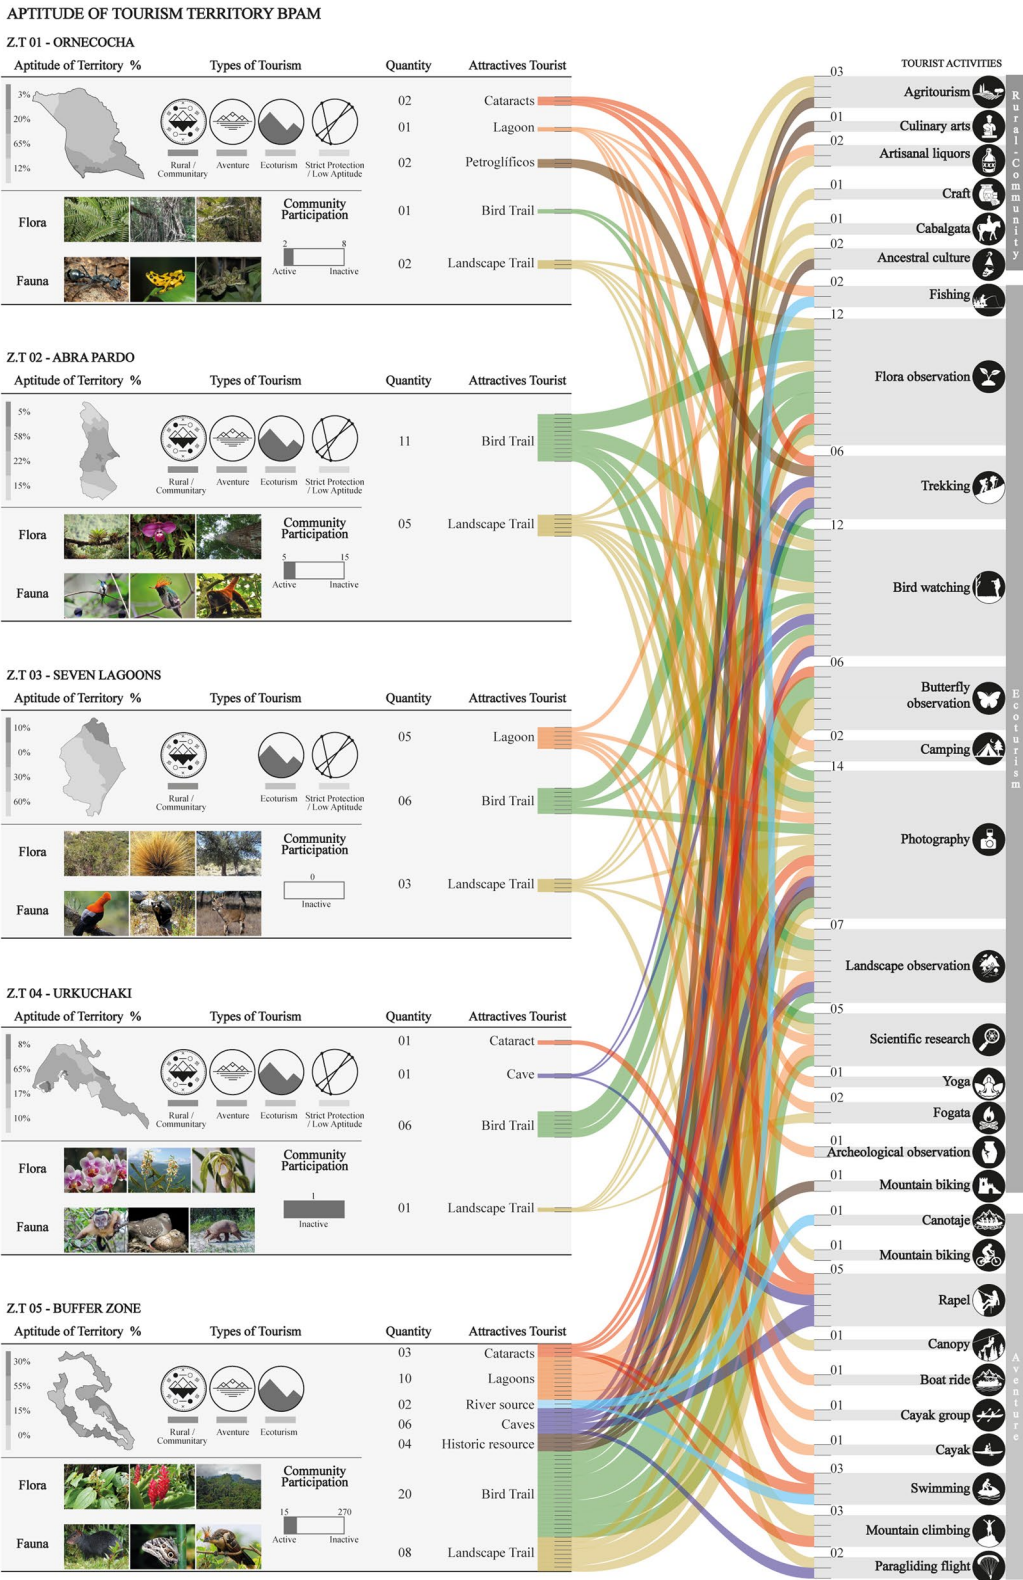 APTITUDE OF TOURISM TERRITORY BPAM
Z.T 01 - ORNECOCHA
Aptitude of Territory %
Types of Tourism
Quantity
Attractives Tourist
3%
20%
65%
12%
Rural / Communitary
Aventure
Ecoturism
Strict Protection / Low Aptitude
Flora
Fauna
Community Participation
2
8
Active
Inactive
02 Cataracts
01 Lagoon
02 Petroglíficos
01 Bird Trail
02 Landscape Trail
Z.T 02 - ABRA PARDO
Aptitude of Territory %
Types of Tourism
Quantity
Attractives Tourist
5%
58%
22%
15%
Rural / Communitary
Aventure
Ecoturism
Strict Protection / Low Aptitude
Flora
Fauna
Community Participation
5
15
Active
Inactive
11 Bird Trail
05 Landscape Trail
Z.T 03 - SEVEN LAGOONS
Aptitude of Territory %
Types of Tourism
Quantity
Attractives Tourist
10%
0%
30%
60%
Rural / Communitary
Ecoturism
Strict Protection / Low Aptitude
Flora
Fauna
Community Participation
0
Inactive
05 Lagoon
06 Bird Trail
03 Landscape Trail
Z.T 04 - URKUCHAKI
Aptitude of Territory %
Types of Tourism
Quantity
Attractives Tourist
8%
65%
17%
10%
Rural / Communitary
Aventure
Ecoturism
Strict Protection / Low Aptitude
Flora
Fauna
Community Participation
1
Inactive
01 Cataract
01 Cave
06 Bird Trail
01 Landscape Trail
Z.T 05 - BUFFER ZONE
Aptitude of Territory %
Types of Tourism
Quantity
Attractives Tourist
30%
55%
15%
0%
Rural / Communitary
Aventure
Ecoturism
Flora
Fauna
Community Participation
15
270
Active
Inactive
03 Cataracts
10 Lagoons
02 River source
06 Caves
04 Historic resource
20 Bird Trail
08 Landscape Trail
TOURIST ACTIVITIES
03 Agritourism
01 Culinary arts
02 Artisanal liquors
01 Craft
01 Cabalgata
02 Ancestral culture
02 Fishing
12 Flora observation
06 Trekking
12 Bird watching
06 Butterfly observation
02 Camping
14 Photography
07 Landscape observation
05 Scientific research
01 Yoga
02 Fogata
01 Archeological observation
01 Mountain biking
01 Canotaje
01 Mountain biking
05 Rapel
01 Canopy
01 Boat ride
01 Cayak group
01 Cayak
03 Swimming
03 Mountain climbing
02 Paragliding flight
Rural-Community
Ecoturism
Aventure